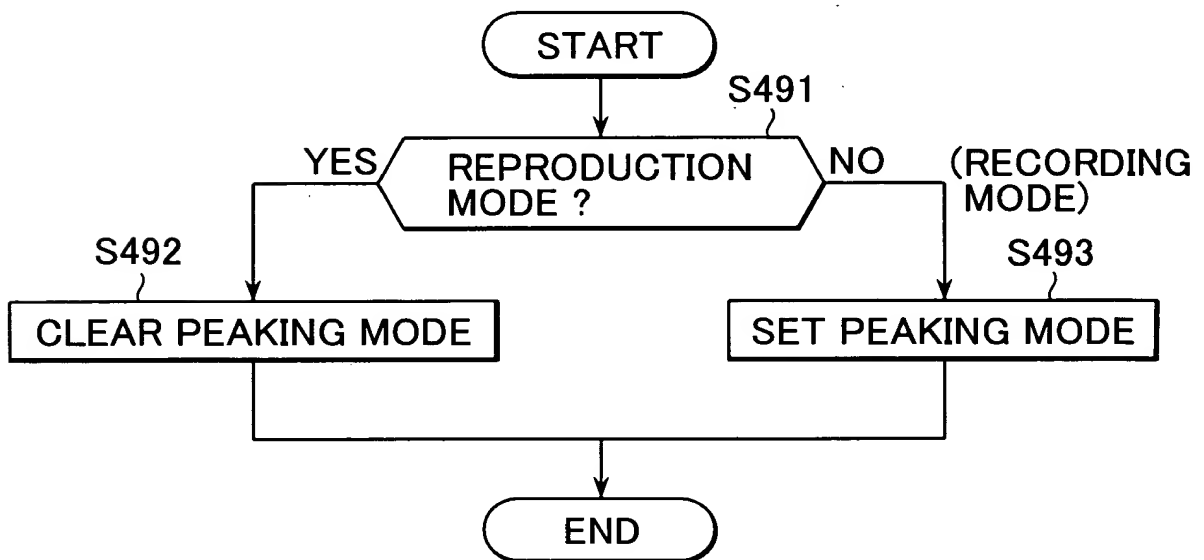 START
S491
YES
REPRODUCTION
MODE ?
NO
(RECORDING
MODE)
S492
CLEAR PEAKING MODE
S493
SET PEAKING MODE
END